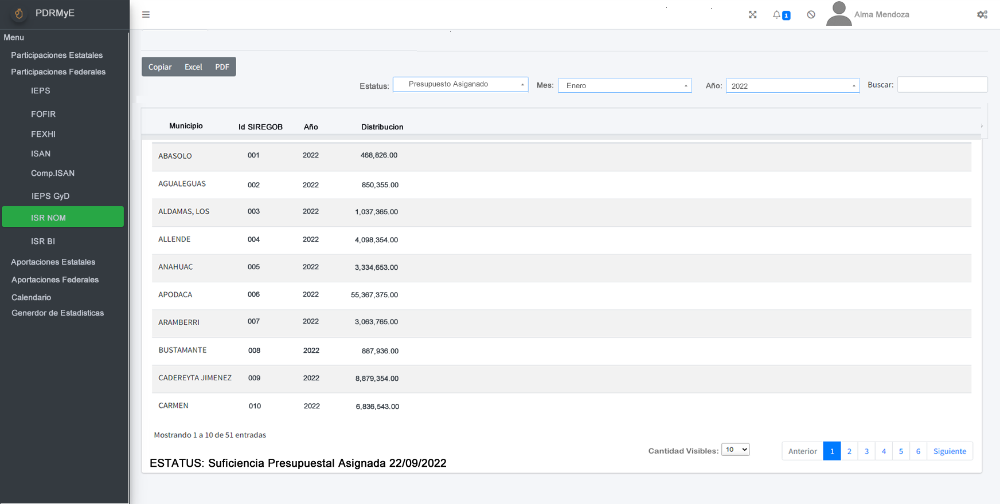 PDRMyE
1
Alma Mendoza
Menu
Participaciones Estatales
Participaciones Federales
IEPS
FOFIR
FEXHI
ISAN
Comp.ISAN
IEPS GyD
ISR NOM
ISR BI
Aportaciones Estatales
Aportaciones Federales
Calendario
Generdor de Estadisticas
Copiar Excel PDF
Estatus: Presupuesto Asiganado Mes: Enero Año: 2022 Buscar:
Municipio Id SIREGOB Año Distribucion
ABASOLO 001 2022 468,826.00
AGUALEGUAS 002 2022 850,355.00
ALDAMAS, LOS 003 2022 1,037,365.00
ALLENDE 004 2022 4,098,354.00
ANAHUAC 005 2022 3,334,653.00
APODACA 006 2022 55,367,375.00
ARAMBERRI 007 2022 3,063,765.00
BUSTAMANTE 008 2022 887,936.00
CADEREYTA JIMENEZ 009 2022 8,879,354.00
CARMEN 010 2022 6,836,543.00
Mostrando 1 a 10 de 51 entradas
Cantidad Visibles: 10 Anterior 1 2 3 4 5 6 Siguiente
ESTATUS: Suficiencia Presupuestal Asignada 22/09/2022